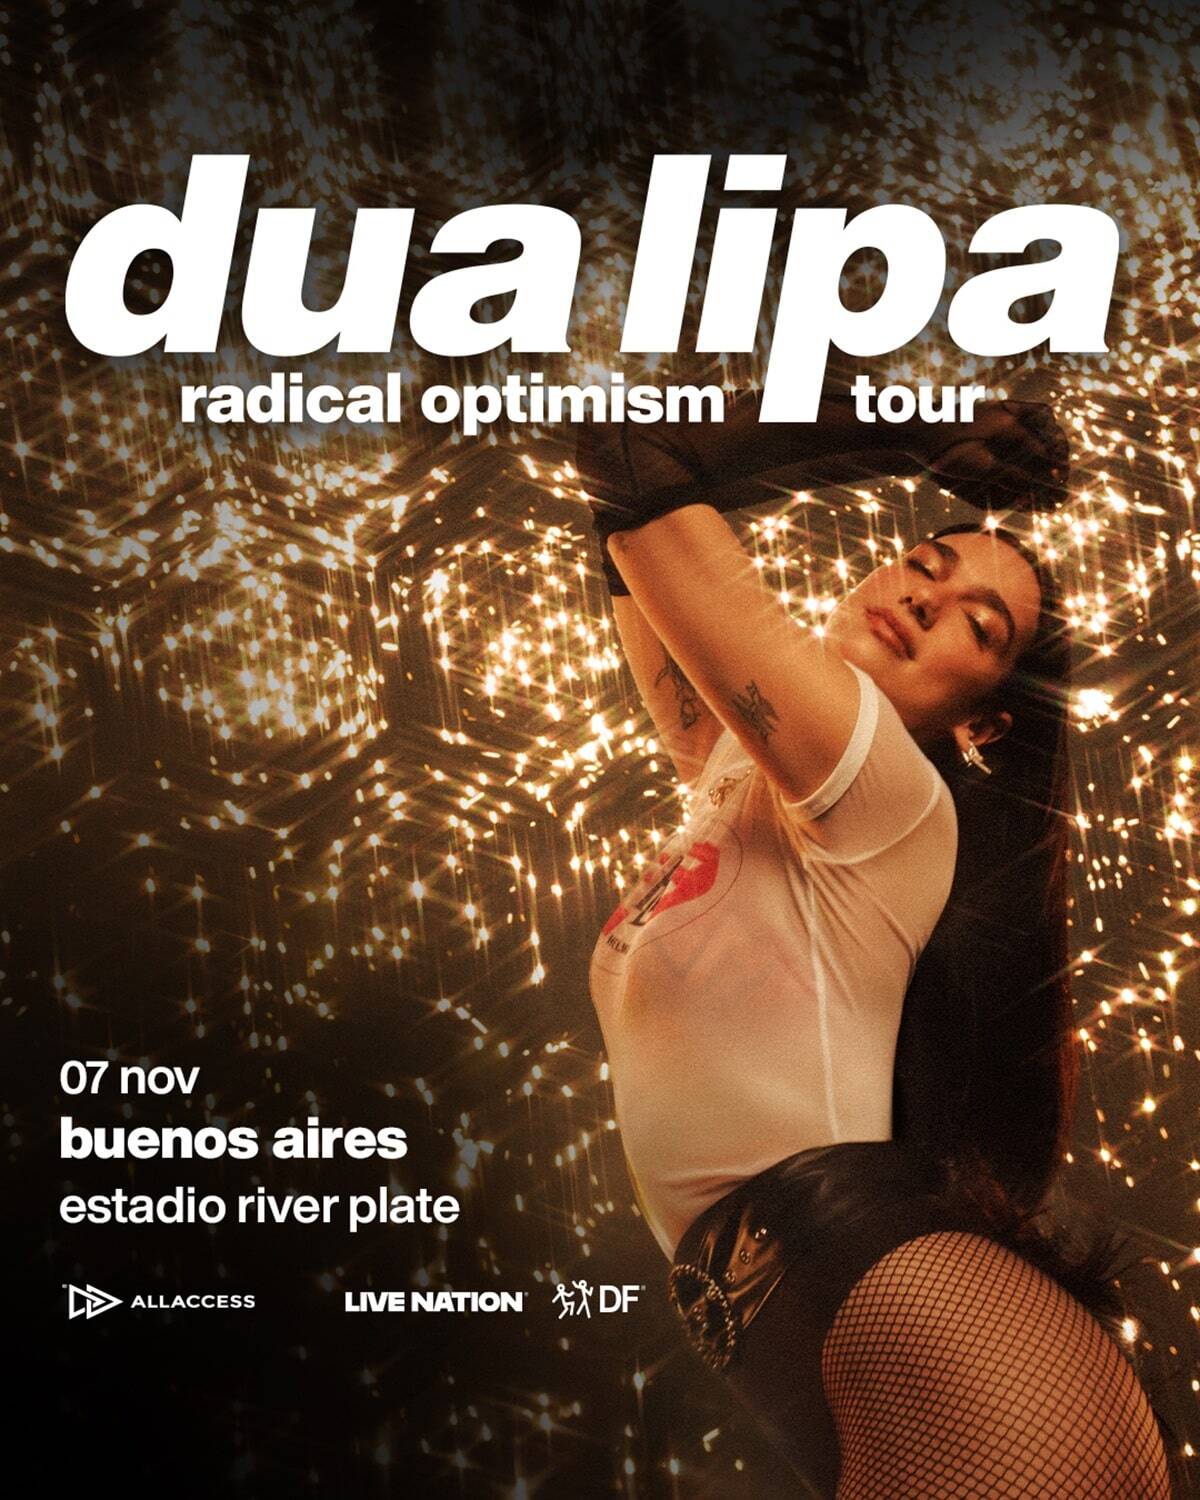 dua lipa
radical optimism tour
07 nov
buenos aires
estadio river plate
ALLACCESS LIVE NATION DF